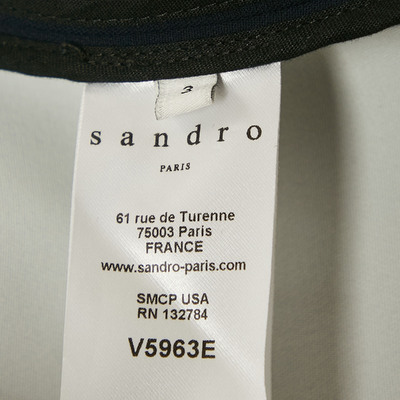 3
sandro
PARIS
61 rue de Turenne
75003 Paris
FRANCE
www.sandro-paris.com
SMCP USA
RN 132784
V5963E